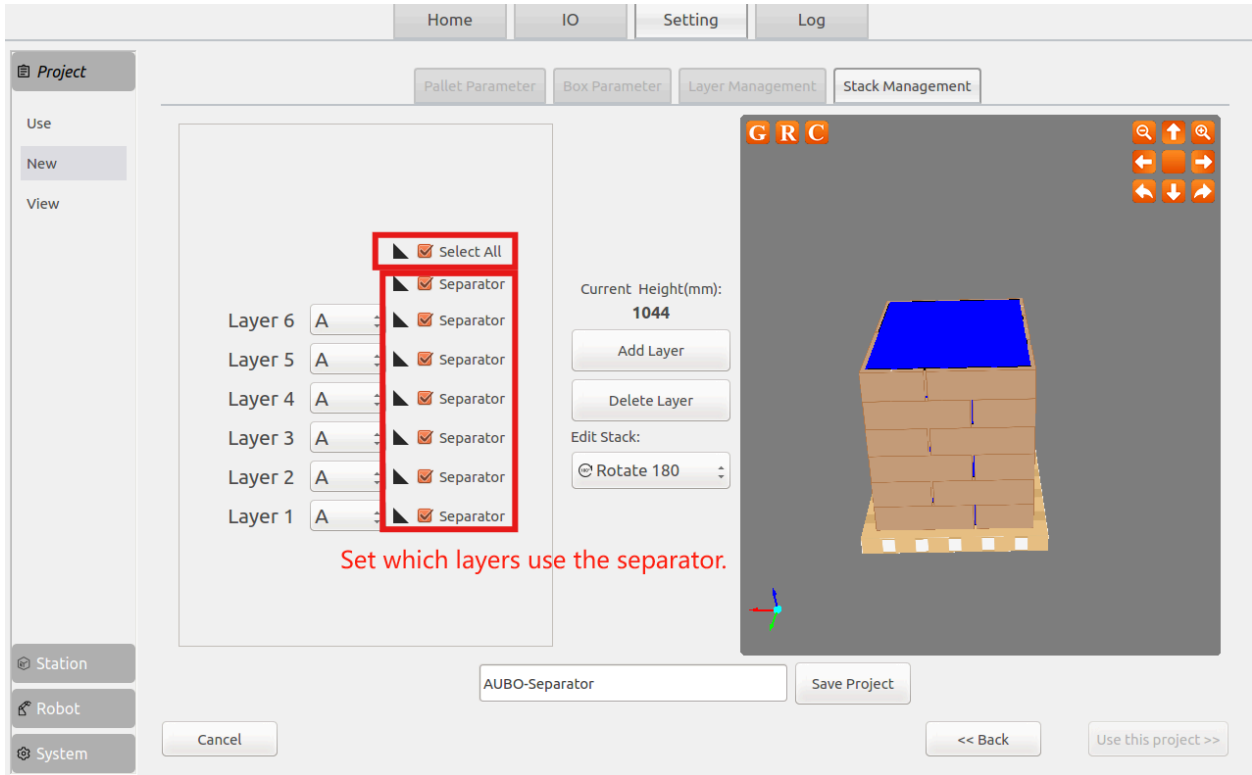 Home IO Setting Log
Project
Pallet Parameter Box Parameter Layer Management Stack Management
Use
New
View
G R C
Select All
Separator
Layer 6 A Separator
Layer 5 A Separator
Layer 4 A Separator
Layer 3 A Separator
Layer 2 A Separator
Layer 1 A Separator
Set which layers use the separator.
Current Height(mm):
1044
Add Layer
Delete Layer
Edit Stack:
Rotate 180
Station
Robot
System
AUBO-Separator Save Project
Cancel << Back Use this project >>